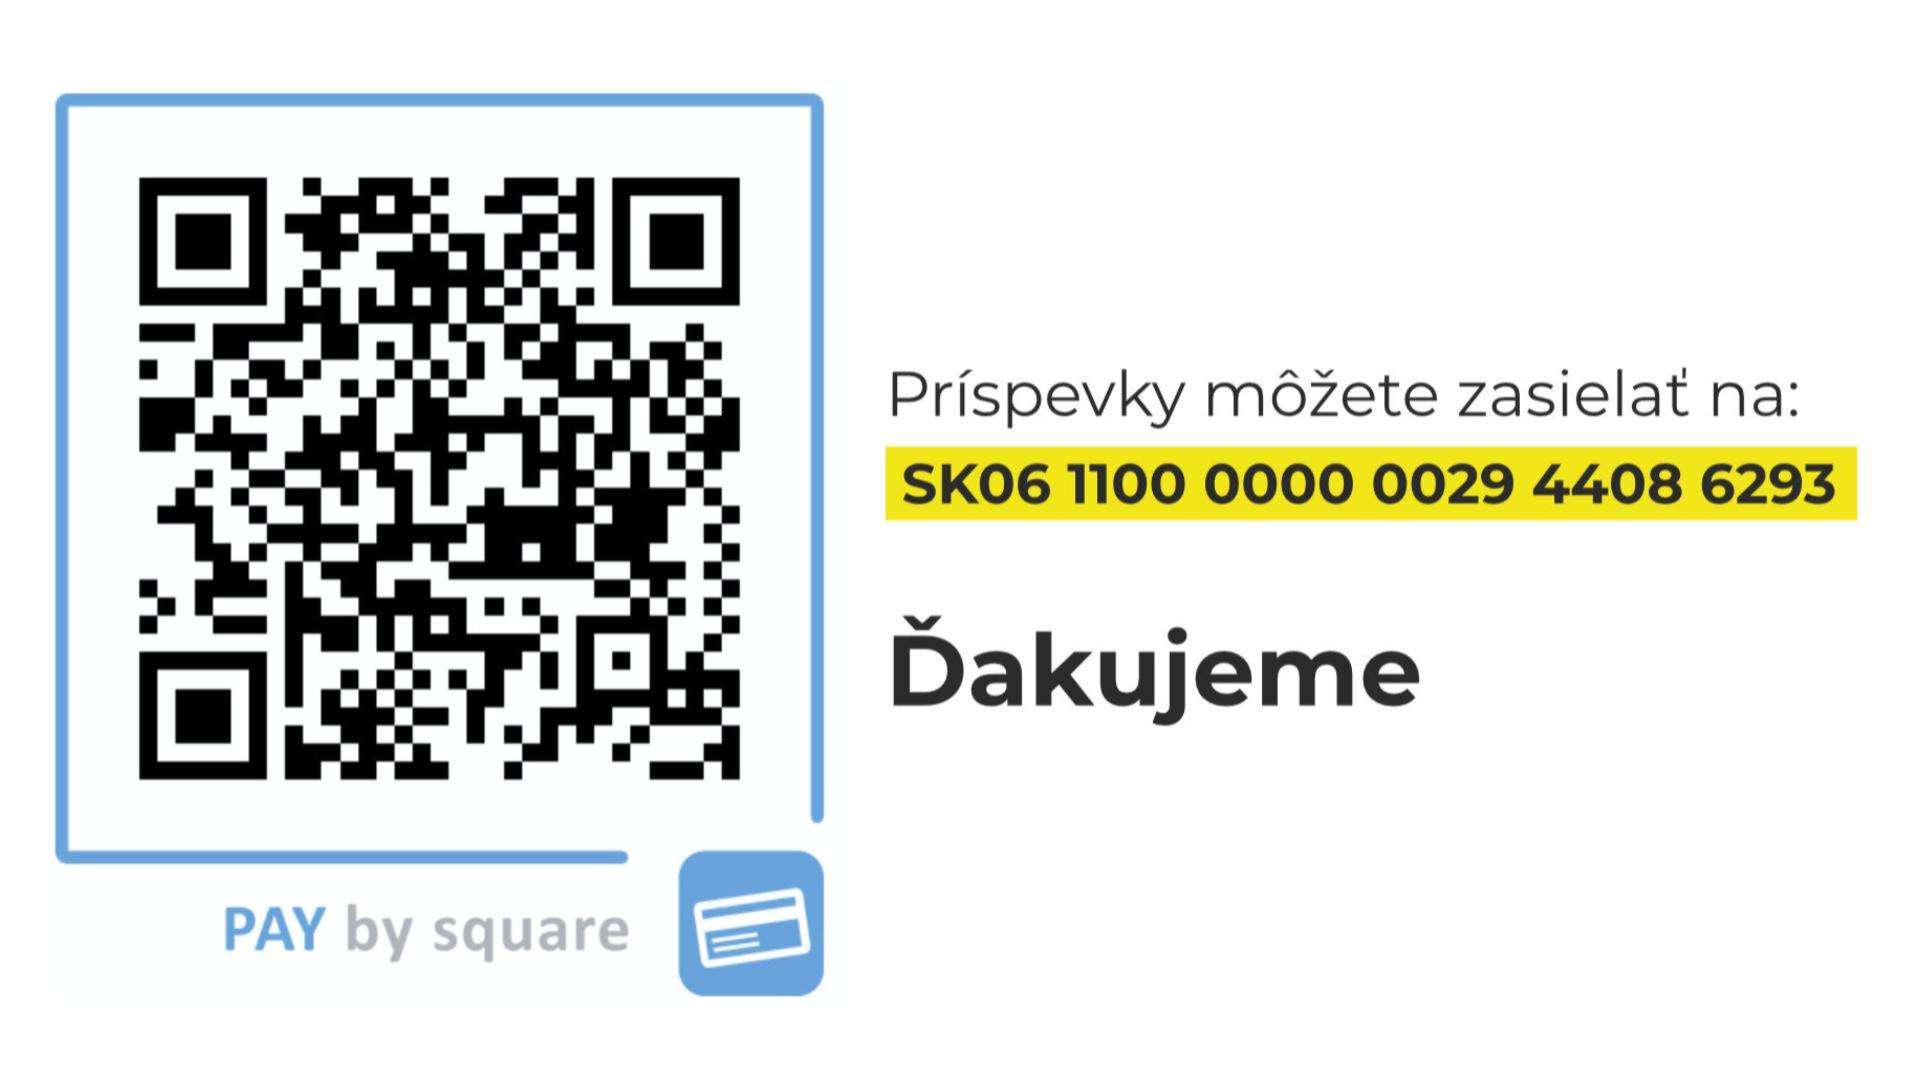 Príspevky môžete zasielať na:
SK06 1100 0000 0029 4408 6293
Ďakujeme
PAY by square